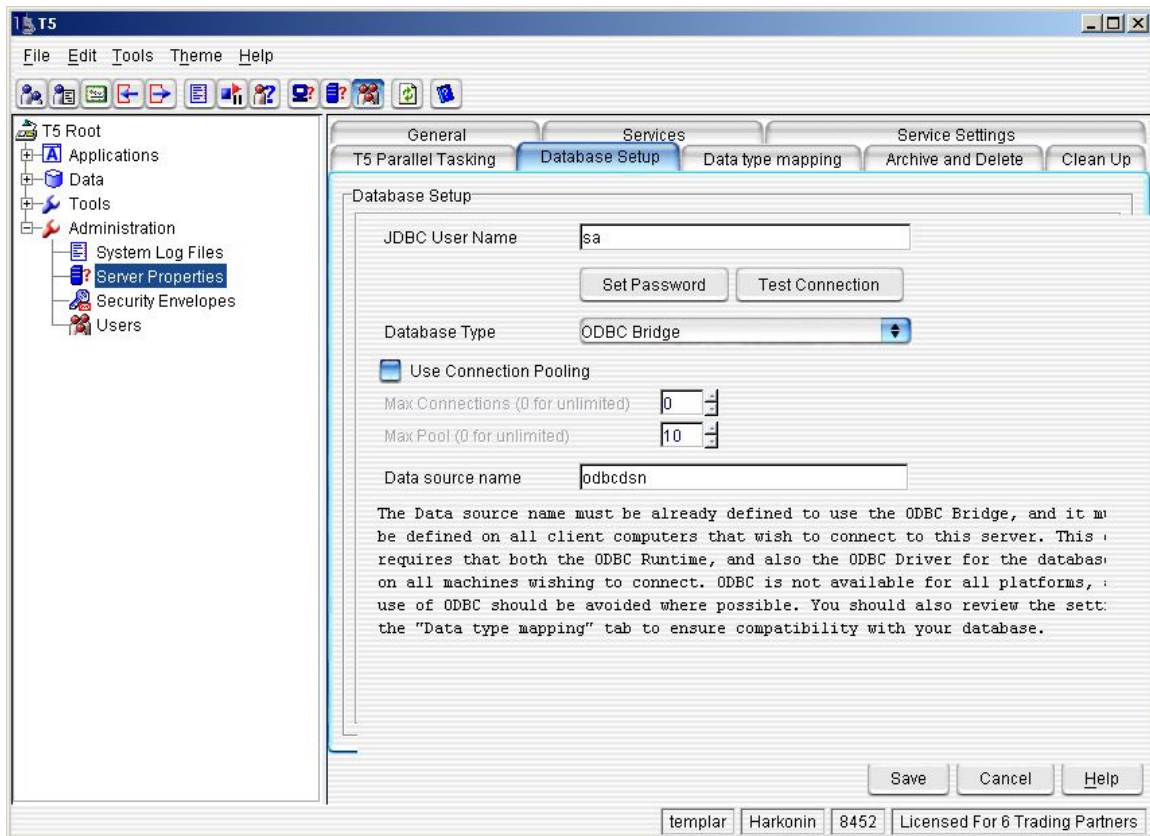 T5
File Edit Tools Theme Help
T5 Root
Applications
Data
Tools
Administration
System Log Files
Server Properties
Security Envelopes
Users
General Services Service Settings
T5 Parallel Tasking Database Setup Data type mapping Archive and Delete Clean Up
Database Setup
JDBC User Name sa
Set Password Test Connection
Database Type ODBC Bridge
Use Connection Pooling
Max Connections (0 for unlimited) 0
Max Pool (0 for unlimited) 10
Data source name odbcdsn
The Data source name must be already defined to use the ODBC Bridge, and it
be defined on all client computers that wish to connect to this server. This
requires that both the ODBC Runtime, and also the ODBC Driver for the
on all machines wishing to connect. ODBC is not available for all platforms,
use of ODBC should be avoided where possible. You should also review the
the "Data type mapping" tab to ensure compatibility with your database.
Save Cancel Help
templar Harkonin 8452 Licensed For 6 Trading Partners